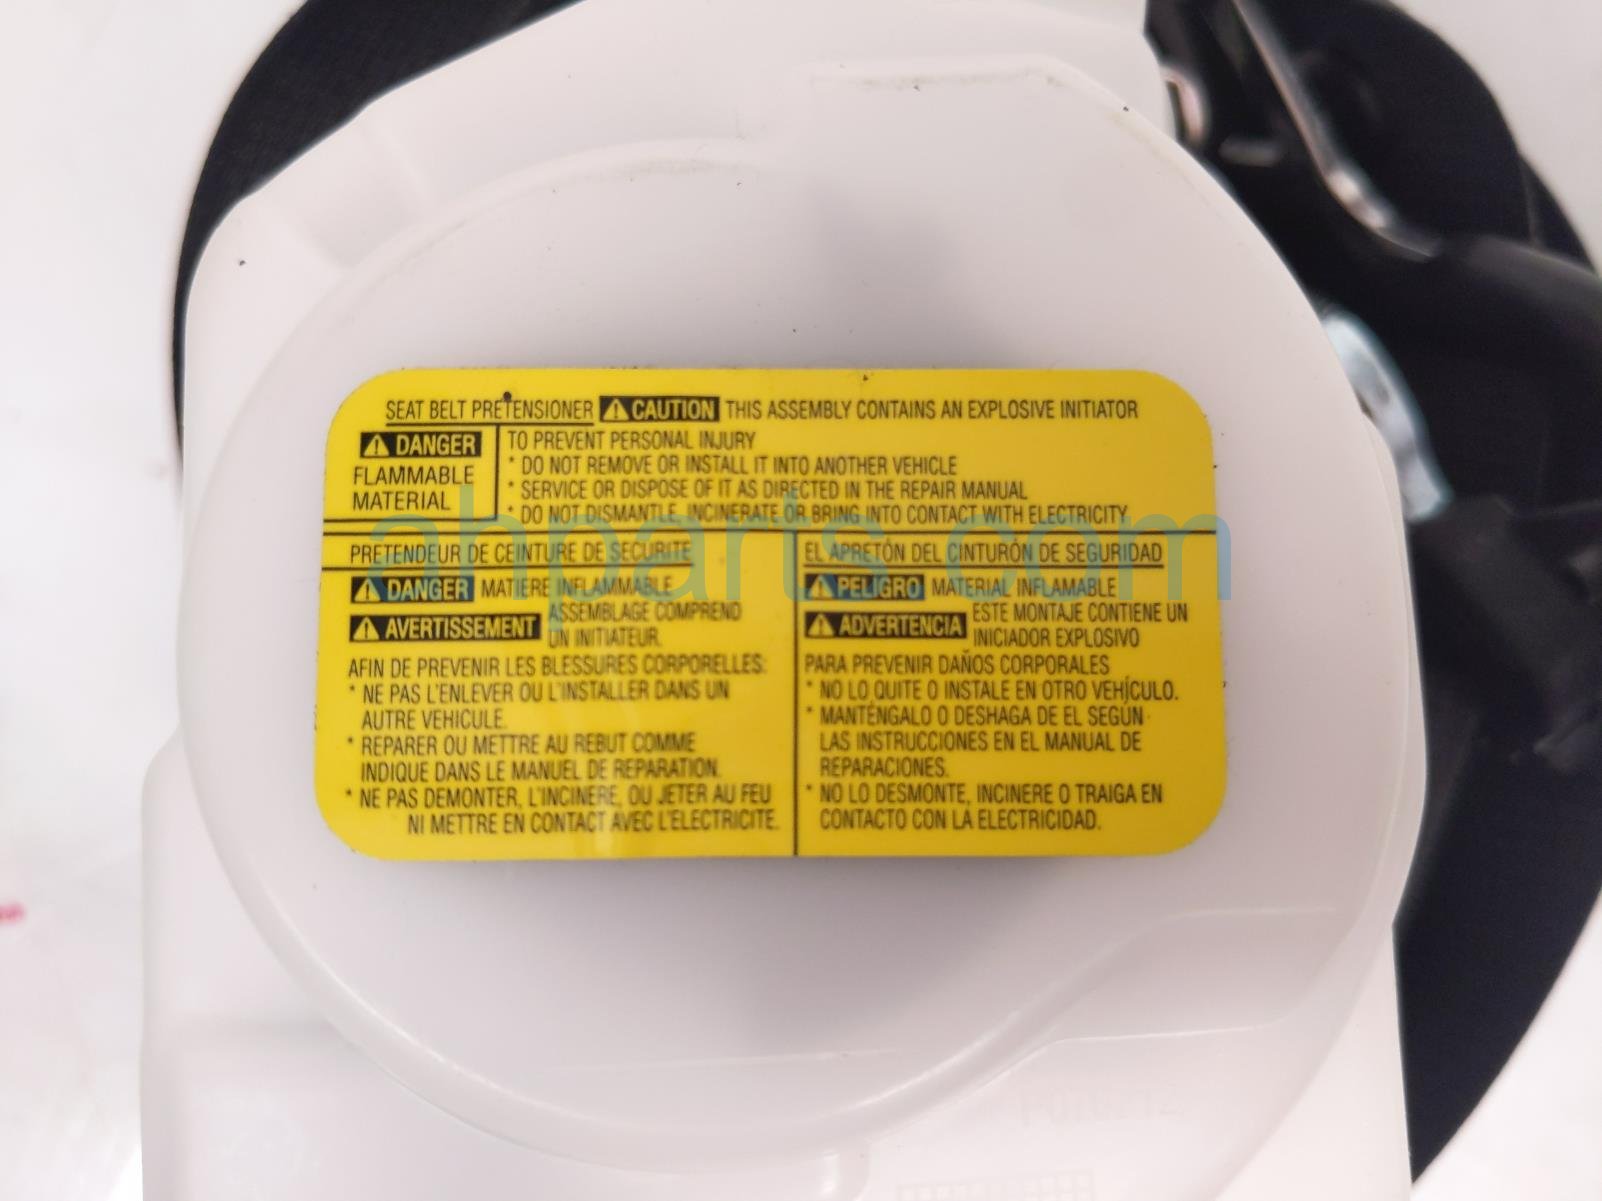 SEAT BELT PRETENSIONER ⚠ CAUTION THIS ASSEMBLY CONTAINS AN EXPLOSIVE INITIATOR
⚠ DANGER
FLAMMABLE
MATERIAL
TO PREVENT PERSONAL INJURY
* DO NOT REMOVE OR INSTALL IT INTO ANOTHER VEHICLE
* SERVICE OR DISPOSE OF IT AS DIRECTED IN THE REPAIR MANUAL
* DO NOT DISMANTLE, INCINERATE OR BRING INTO CONTACT WITH ELECTRICITY
ahparts.com
PRETENDEUR DE CEINTURE DE SECURITE
⚠ DANGER MATIERE INFLAMMABLE
⚠ AVERTISSEMENT ASSEMBLAGE COMPREND
UN INITIATEUR.
AFIN DE PREVENIR LES BLESSURES CORPORELLES:
* NE PAS L'ENLEVER OU L'INSTALLER DANS UN
AUTRE VEHICULE.
* REPARER OU METTRE AU REBUT COMME
INDIQUE DANS LE MANUEL DE REPARATION.
* NE PAS DEMONTER, L'INCINERE, OU JETER AU FEU
NI METTRE EN CONTACT AVEC L'ELECTRICITE.
EL APRETÓN DEL CINTURÓN DE SEGURIDAD
⚠ PELIGRO MATERIAL INFLAMABLE
⚠ ADVERTENCIA ESTE MONTAJE CONTIENE UN
INICIADOR EXPLOSIVO
PARA PREVENIR DAÑOS CORPORALES
* NO LO QUITE O INSTALE EN OTRO VEHÍCULO.
* MANTÉNGALO O DESHAGA DE EL SEGÚN
LAS INSTRUCCIONES EN EL MANUAL DE
REPARACIONES.
* NO LO DESMONTE, INCINERE O TRAIGA EN
CONTACTO CON LA ELECTRICIDAD.